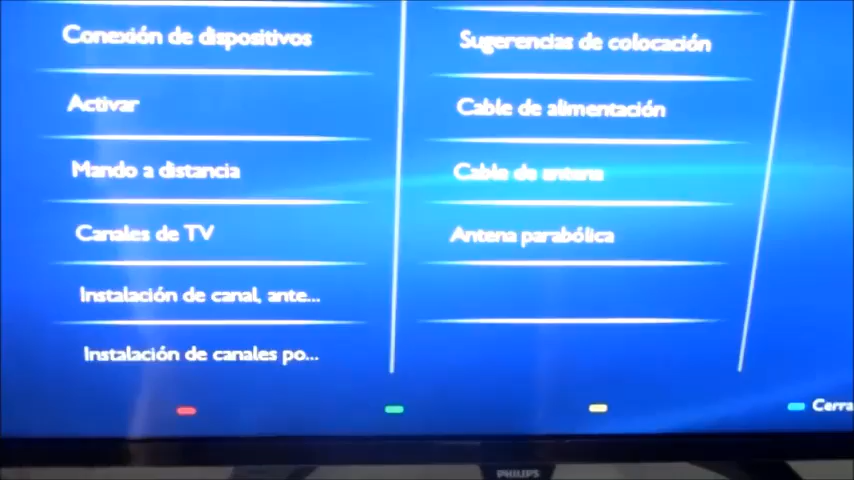 Conexión de dispositivos
Activar
Mando a distancia
Canales de TV
Instalación de canal, ante...
Instalación de canales po...
Sugerencias de colocación
Cable de alimentación
Cable de antena
Antena parabólica
Cerra
PHILIPS